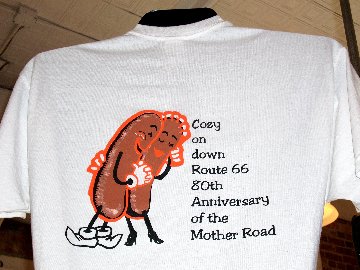 Cozy
on
down
Route 66
80th
Anniversary
of the
Mother Road